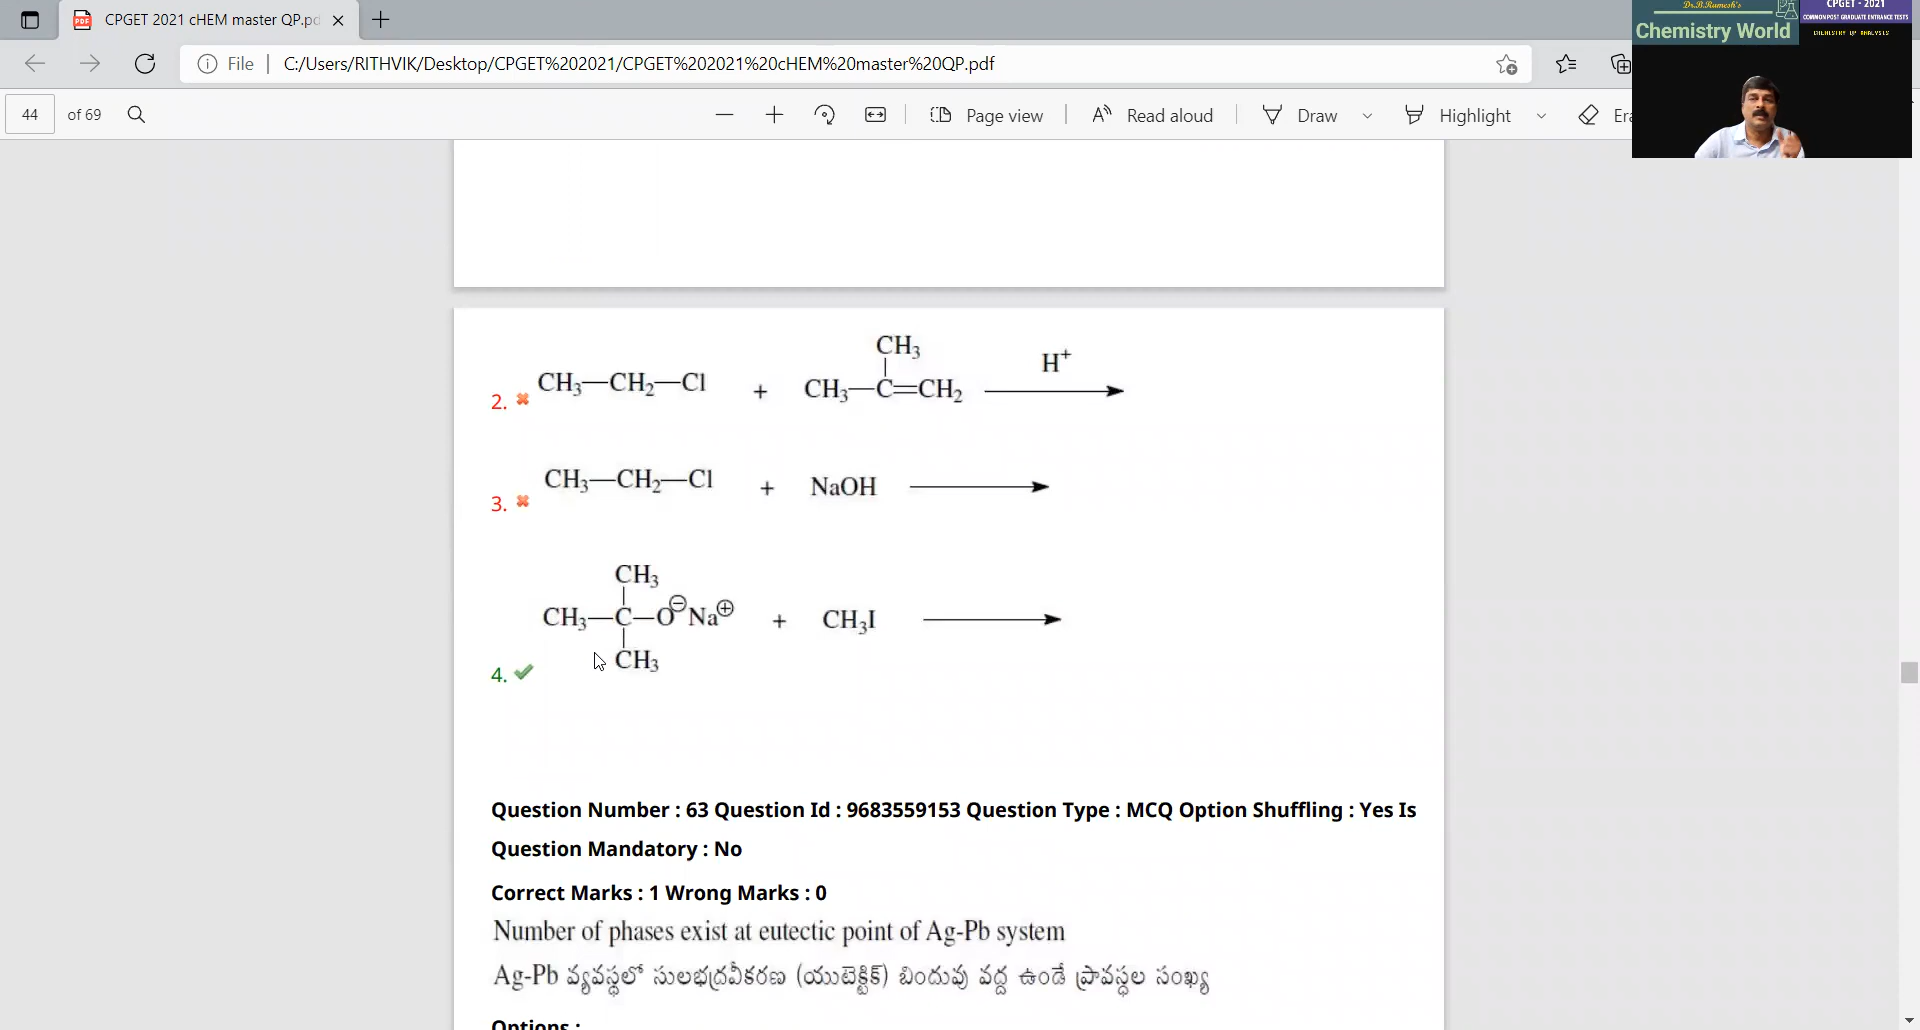 CPGET 2021 cHEM master QP.pd
File
C:/Users/RITHVIK/Desktop/CPGET%202021/CPGET%202021%20cHEM%20master%20QP.pdf
Dr.B.Ramesh's
Chemistry World
CPGET - 2021
COMMON POST GRADUATE ENTRANCE TESTS
CHEMISTRY QP ANALYSIS
44 of 69
Page view
Read aloud
Draw
Highlight
Era
2. CH₃—CH₂—Cl + CH₃—C(CH₃)=CH₂ H⁺ →
3. CH₃—CH₂—Cl + NaOH →
CH₃
CH₃—C—O⊖Na⊕ + CH₃I →
CH₃
4.
Question Number : 63 Question Id : 9683559153 Question Type : MCQ Option Shuffling : Yes Is
Question Mandatory : No
Correct Marks : 1 Wrong Marks : 0
Number of phases exist at eutectic point of Ag-Pb system
Ag-Pb వ్యవస్థలో సులభద్రవీకరణ (యుటెక్టిక్) బిందువు వద్ద ఉండే ప్రావస్థల సంఖ్య
Options :